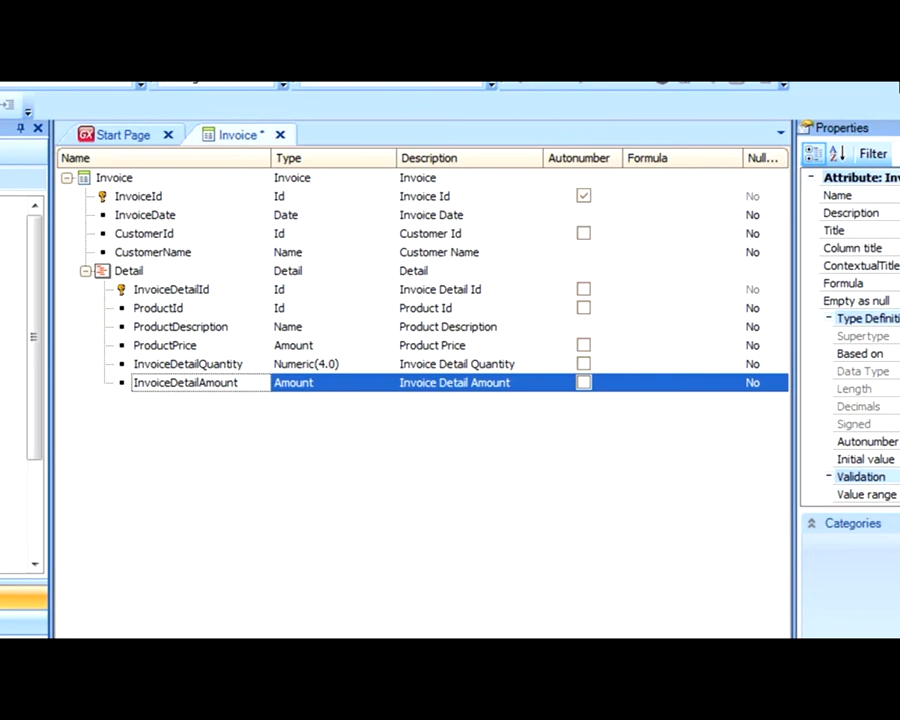 GX Start Page Invoice * Properties
Name Type Description Autonumber Formula Null... Filter
Invoice Invoice Invoice Attribute: Inv
InvoiceId Id Invoice Id No Name
InvoiceDate Date Invoice Date No Description
CustomerId Id Customer Id No Title
CustomerName Name Customer Name No Column title
Detail Detail Detail ContextualTitle
InvoiceDetailId Id Invoice Detail Id No Formula
ProductId Id Product Id No Empty as null
ProductDescription Name Product Description No Type Definiti
ProductPrice Amount Product Price No Supertype
InvoiceDetailQuantity Numeric(4.0) Invoice Detail Quantity No Based on
InvoiceDetailAmount Amount Invoice Detail Amount No Data Type
Length
Decimals
Signed
Autonumber
Initial value
Validation
Value range
Categories